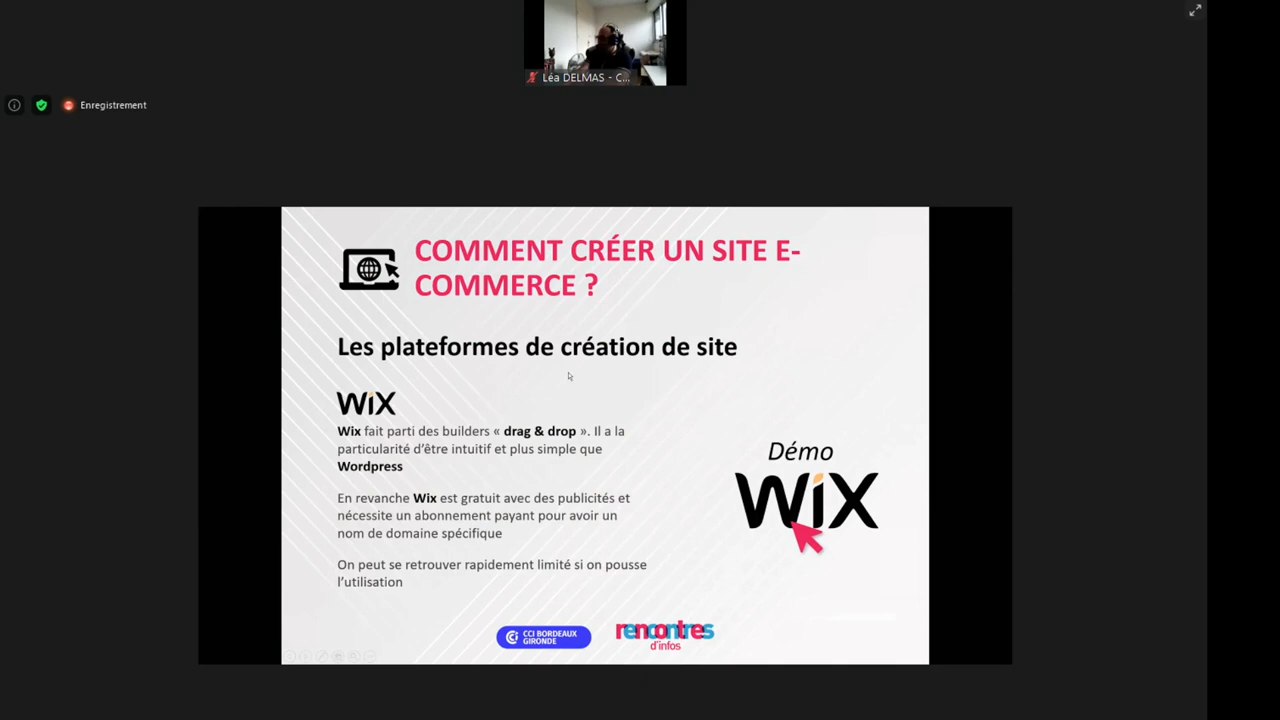 Léa DELMAS - C...
Enregistrement
COMMENT CRÉER UN SITE E-
COMMERCE ?
Les plateformes de création de site
WiX
Wix fait parti des builders « drag & drop ». Il a la
particularité d'être intuitif et plus simple que
Wordpress
En revanche Wix est gratuit avec des publicités et
nécessite un abonnement payant pour avoir un
nom de domaine spécifique
On peut se retrouver rapidement limité si on pousse
l'utilisation
Démo
WiX
CCI BORDEAUX
GIRONDE
rencontres
d'infos